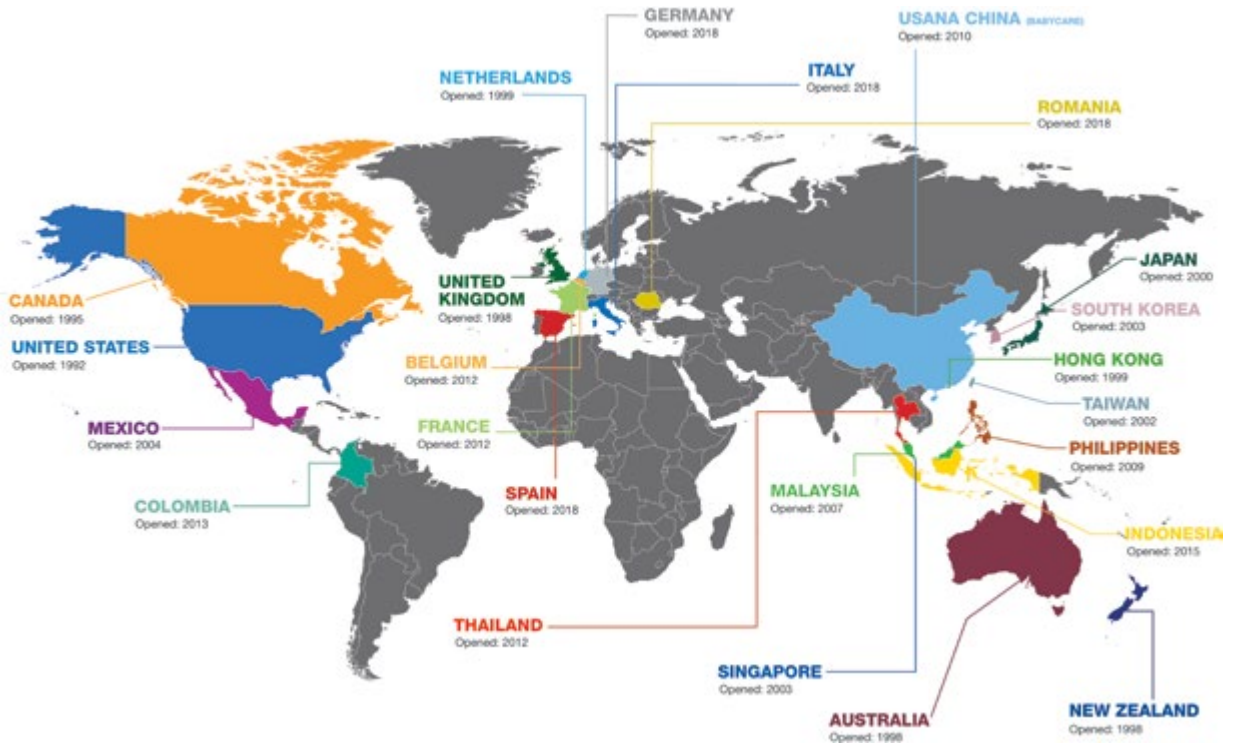 GERMANY
Opened: 2018
USANA CHINA (BABYCARE)
Opened: 2010
NETHERLANDS
Opened: 1999
ITALY
Opened: 2018
ROMANIA
Opened: 2018
CANADA
Opened: 1995
UNITED
KINGDOM
Opened: 1998
JAPAN
Opened: 2000
SOUTH KOREA
Opened: 2003
UNITED STATES
Opened: 1992
BELGIUM
Opened: 2012
HONG KONG
Opened: 1999
TAIWAN
Opened: 2002
MEXICO
Opened: 2004
FRANCE
Opened: 2012
PHILIPPINES
Opened: 2009
COLOMBIA
Opened: 2013
SPAIN
Opened: 2018
MALAYSIA
Opened: 2007
INDONESIA
Opened: 2015
THAILAND
Opened: 2012
SINGAPORE
Opened: 2003
AUSTRALIA
Opened: 1998
NEW ZEALAND
Opened: 1998